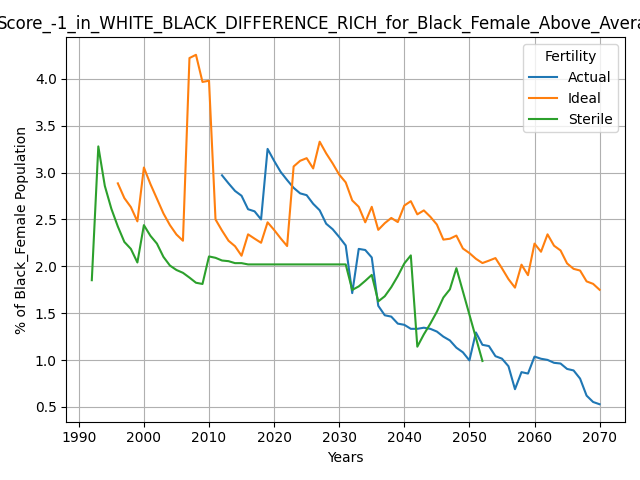 Score_-1_in_WHITE_BLACK_DIFFERENCE_RICH_for_Black_Female_Above_Avera
Fertility
Actual
Ideal
Sterile
% of Black_Female Population
4.0
3.5
3.0
2.5
2.0
1.5
1.0
0.5
1990 2000 2010 2020 2030 2040 2050 2060 2070
Years